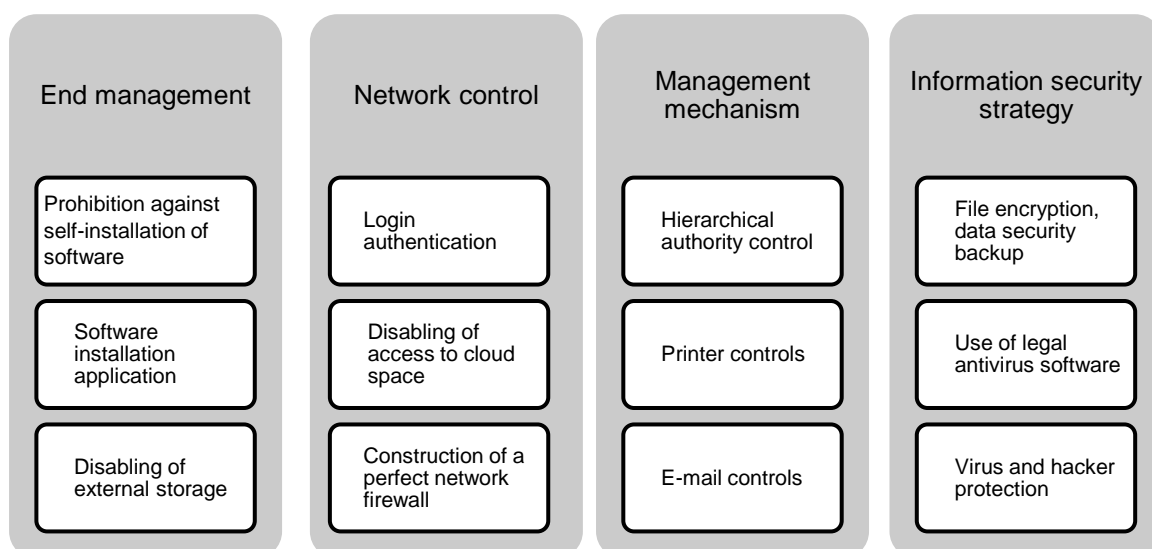 End management
Prohibition against
self-installation of
software
Software
installation
application
Disabling of
external storage
Network control
Login
authentication
Disabling of
access to cloud
space
Construction of a
perfect network
firewall
Management
mechanism
Hierarchical
authority control
Printer controls
E-mail controls
Information security
strategy
File encryption,
data security
backup
Use of legal
antivirus software
Virus and hacker
protection